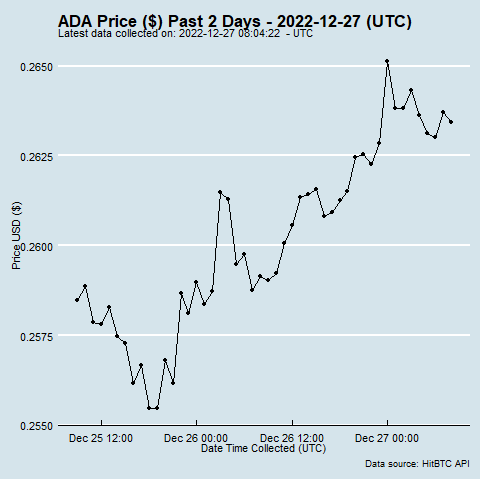 ADA Price ($) Past 2 Days - 2022-12-27 (UTC)
Latest data collected on: 2022-12-27 08:04:22 - UTC
0.2650
0.2625
0.2600
0.2575
0.2550
Price USD ($)
Dec 25 12:00
Dec 26 00:00
Dec 26 12:00
Dec 27 00:00
Date Time Collected (UTC)
Data source: HitBTC API